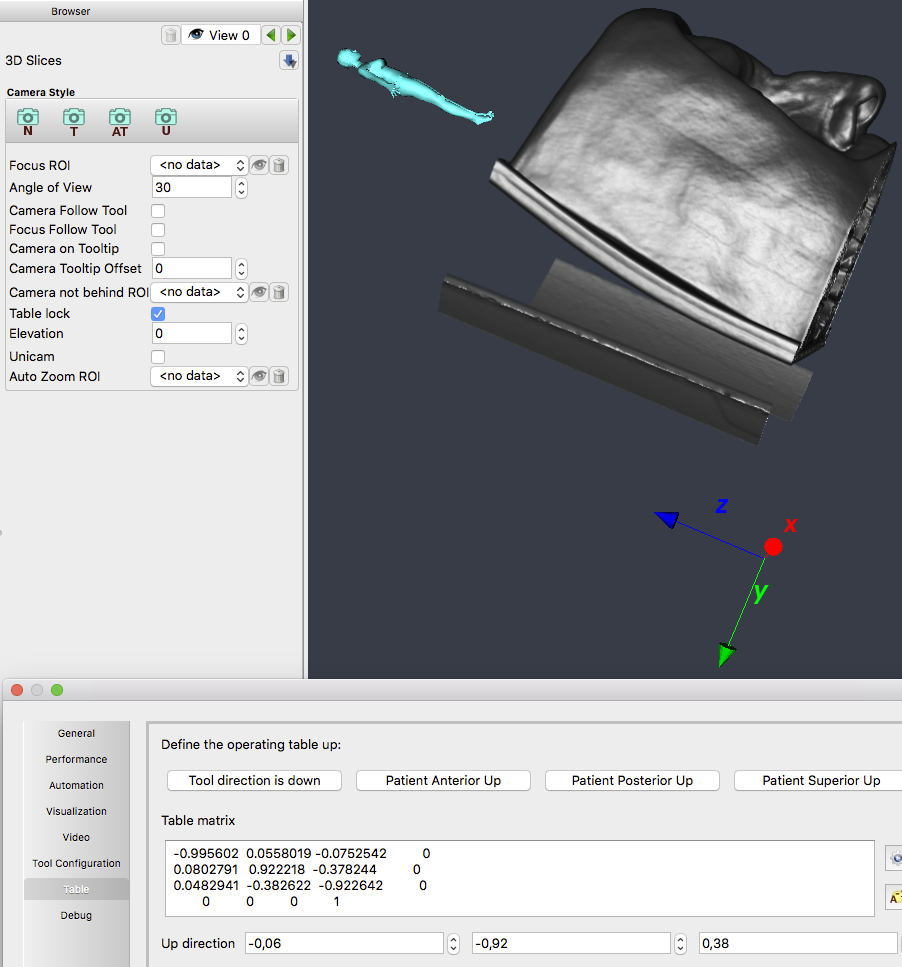 Browser
View 0
3D Slices
Camera Style
N T AT U
Focus ROI <no data>
Angle of View 30
Camera Follow Tool
Focus Follow Tool
Camera on Tooltip
Camera Tooltip Offset 0
Camera not behind ROI <no data>
Table lock
Elevation 0
Unicam
Auto Zoom ROI <no data>
z
x
y
General
Performance
Automation
Visualization
Video
Tool Configuration
Table
Debug
Define the operating table up:
Tool direction is down Patient Anterior Up Patient Posterior Up Patient Superior Up
Table matrix
-0.995602 0.0558019 -0.0752542 0
0.0802791 0.922218 -0.378244 0
0.0482941 -0.382622 -0.922642 0
0 0 0 1
A
Up direction -0,06 -0,92 0,38